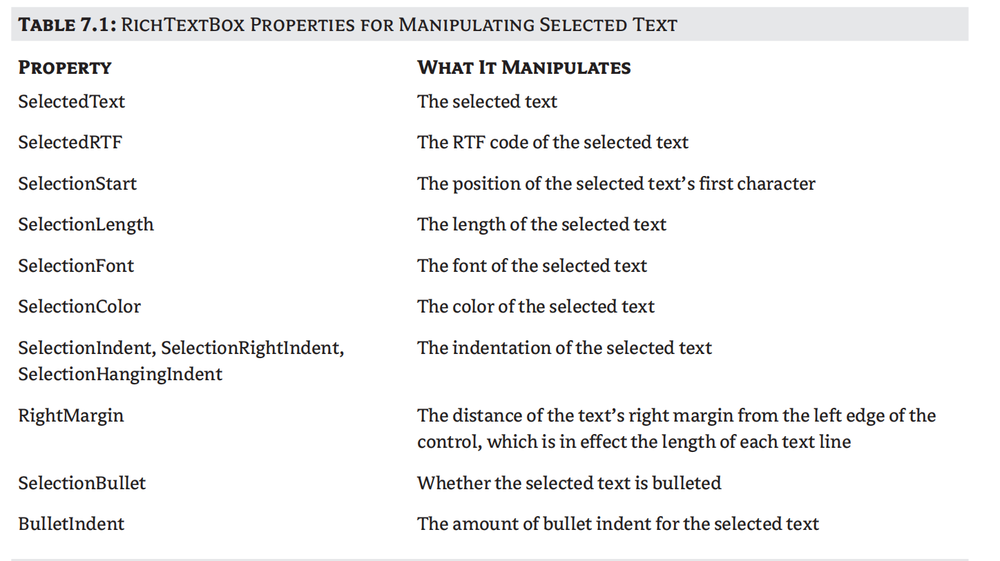 TABLE 7.1: RICHTEXTBOX PROPERTIES FOR MANIPULATING SELECTED TEXT
PROPERTY WHAT IT MANIPULATES
SelectedText The selected text
SelectedRTF The RTF code of the selected text
SelectionStart The position of the selected text’s first character
SelectionLength The length of the selected text
SelectionFont The font of the selected text
SelectionColor The color of the selected text
SelectionIndent, SelectionRightIndent, The indentation of the selected text
SelectionHangingIndent
RightMargin The distance of the text’s right margin from the left edge of the
control, which is in effect the length of each text line
SelectionBullet Whether the selected text is bulleted
BulletIndent The amount of bullet indent for the selected text